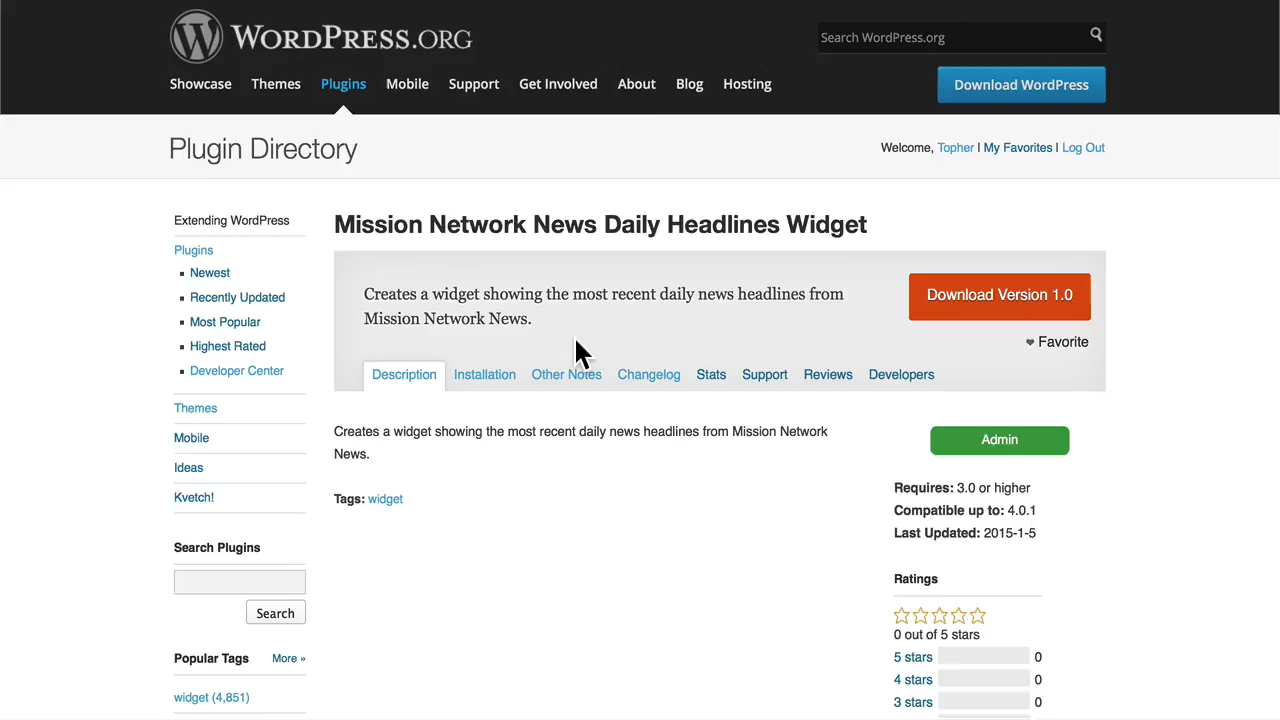 WORDPRESS.ORG
Search WordPress.org
Showcase Themes Plugins Mobile Support Get Involved About Blog Hosting
Download WordPress
Plugin Directory
Welcome, Topher | My Favorites | Log Out
Extending WordPress
Plugins
Newest
Recently Updated
Most Popular
Highest Rated
Developer Center
Themes
Mobile
Ideas
Kvetch!
Search Plugins
Search
Popular Tags More »
widget (4,851)
Mission Network News Daily Headlines Widget
Creates a widget showing the most recent daily news headlines from
Mission Network News.
Download Version 1.0
❤ Favorite
Description Installation Other Notes Changelog Stats Support Reviews Developers
Creates a widget showing the most recent daily news headlines from Mission Network
News.
Tags: widget
Admin
Requires: 3.0 or higher
Compatible up to: 4.0.1
Last Updated: 2015-1-5
Ratings
0 out of 5 stars
5 stars 0
4 stars 0
3 stars 0